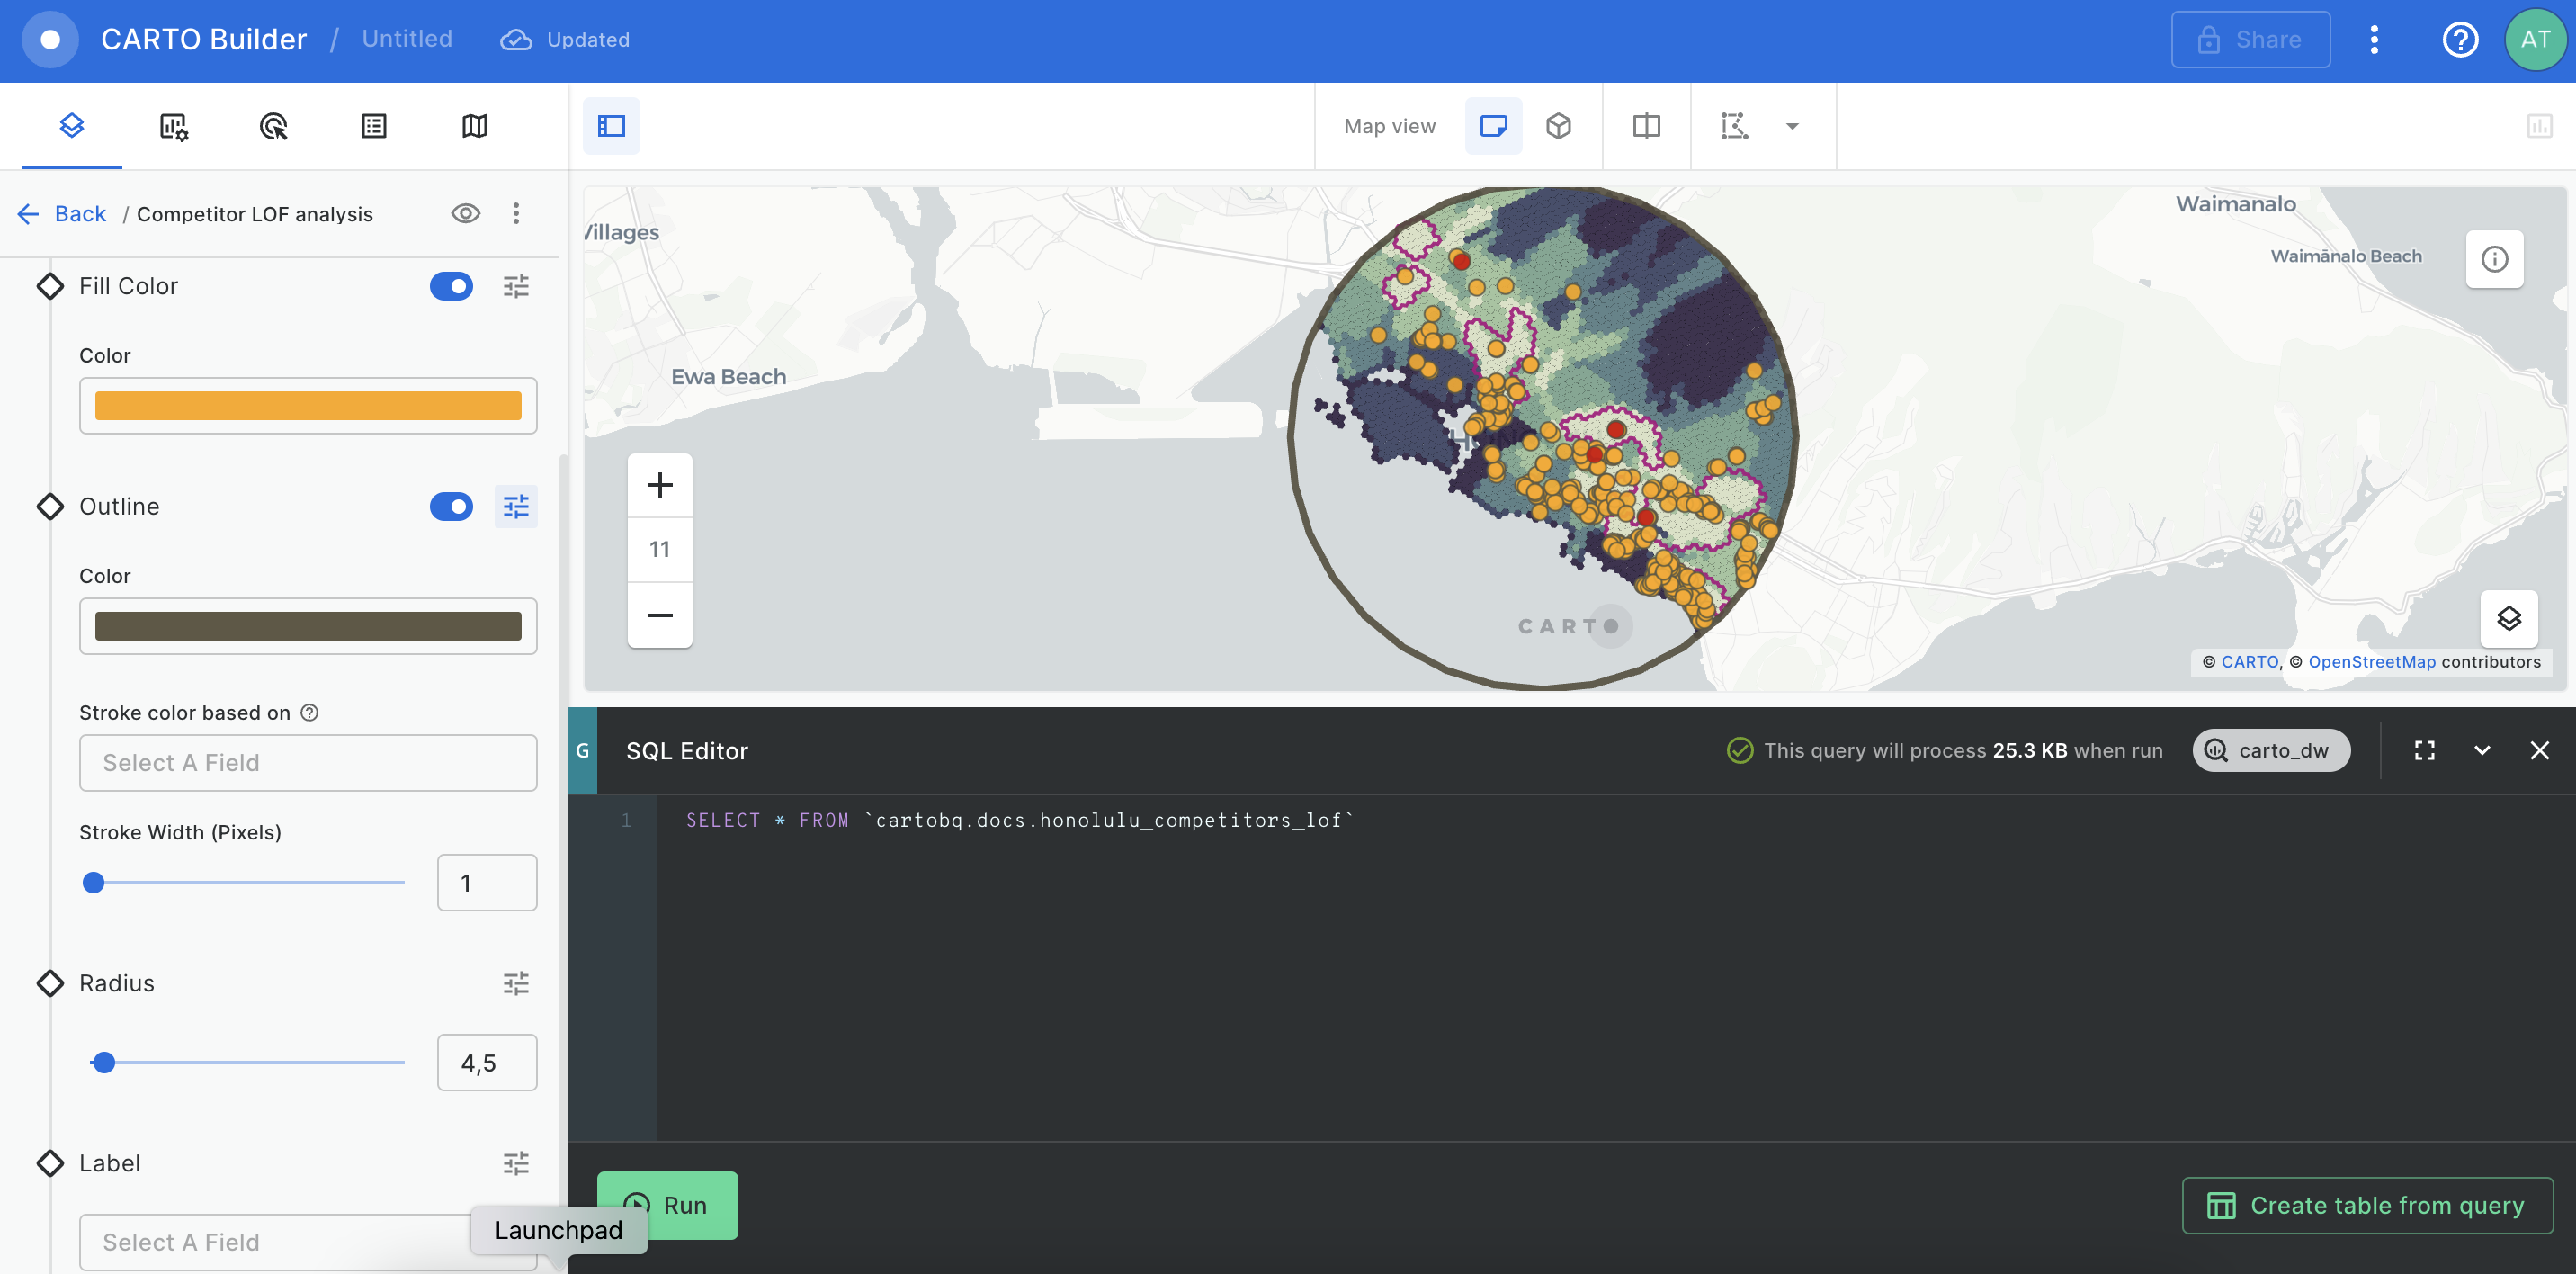 CARTO Builder / Untitled Updated Share AT
Map view
Back / Competitor LOF analysis
Fill Color
Color
Outline
Color
Stroke color based on
Select A Field
Stroke Width (Pixels)
1
Radius
4,5
Label
Select A Field
Launchpad
Villages
Waimanalo
Waimānalo Beach
Ewa Beach
+
11
−
CARTO
© CARTO, © OpenStreetMap contributors
G SQL Editor This query will process 25.3 KB when run carto_dw
1 SELECT * FROM `cartobq.docs.honolulu_competitors_lof`
Run
Create table from query